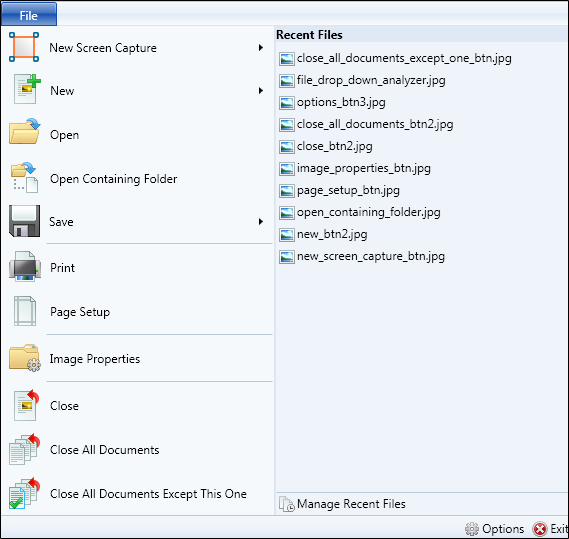 File
New Screen Capture
New
Open
Open Containing Folder
Save
Print
Page Setup
Image Properties
Close
Close All Documents
Close All Documents Except This One
Recent Files
close_all_documents_except_one_btn.jpg
file_drop_down_analyzer.jpg
options_btn3.jpg
close_all_documents_btn2.jpg
close_btn2.jpg
image_properties_btn.jpg
page_setup_btn.jpg
open_containing_folder.jpg
new_btn2.jpg
new_screen_capture_btn.jpg
Manage Recent Files
Options Exit